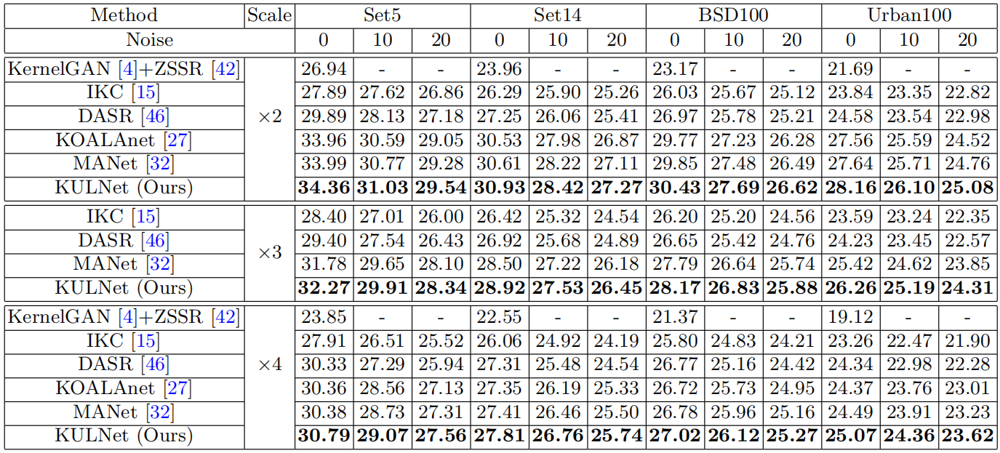 Method Scale Set5 Set14 BSD100 Urban100
Noise 0 10 20 0 10 20 0 10 20 0 10 20
KernelGAN [4]+ZSSR [42] 26.94 - - 23.96 - - 23.17 - - 21.69 - -
IKC [15] 27.89 27.62 26.86 26.29 25.90 25.26 26.03 25.67 25.12 23.84 23.35 22.82
DASR [46] ×2 29.89 28.13 27.18 27.25 26.06 25.41 26.97 25.78 25.21 24.58 23.54 22.98
KOALAnet [27] 33.96 30.59 29.05 30.53 27.98 26.87 29.77 27.23 26.28 27.56 25.59 24.52
MANet [32] 33.99 30.77 29.28 30.61 28.22 27.11 29.85 27.48 26.49 27.64 25.71 24.76
KULNet (Ours) 34.36 31.03 29.54 30.93 28.42 27.27 30.43 27.69 26.62 28.16 26.10 25.08
IKC [15] 28.40 27.01 26.00 26.42 25.32 24.54 26.20 25.20 24.56 23.59 23.24 22.35
DASR [46] ×3 29.40 27.54 26.43 26.92 25.68 24.89 26.65 25.42 24.76 24.23 23.45 22.57
MANet [32] 31.78 29.65 28.10 28.50 27.22 26.18 27.79 26.64 25.74 25.42 24.62 23.85
KULNet (Ours) 32.27 29.91 28.34 28.92 27.53 26.45 28.17 26.83 25.88 26.26 25.19 24.31
KernelGAN [4]+ZSSR [42] 23.85 - - 22.55 - - 21.37 - - 19.12 - -
IKC [15] 27.91 26.51 25.52 26.06 24.92 24.19 25.80 24.83 24.21 23.26 22.47 21.90
DASR [46] ×4 30.33 27.29 25.94 27.31 25.48 24.54 26.77 25.16 24.42 24.34 22.98 22.28
KOALAnet [27] 30.36 28.56 27.13 27.35 26.19 25.33 26.72 25.73 24.95 24.37 23.76 23.01
MANet [32] 30.38 28.73 27.31 27.41 26.46 25.50 26.78 25.96 25.16 24.49 23.91 23.23
KULNet (Ours) 30.79 29.07 27.56 27.81 26.76 25.74 27.02 26.12 25.27 25.07 24.36 23.62